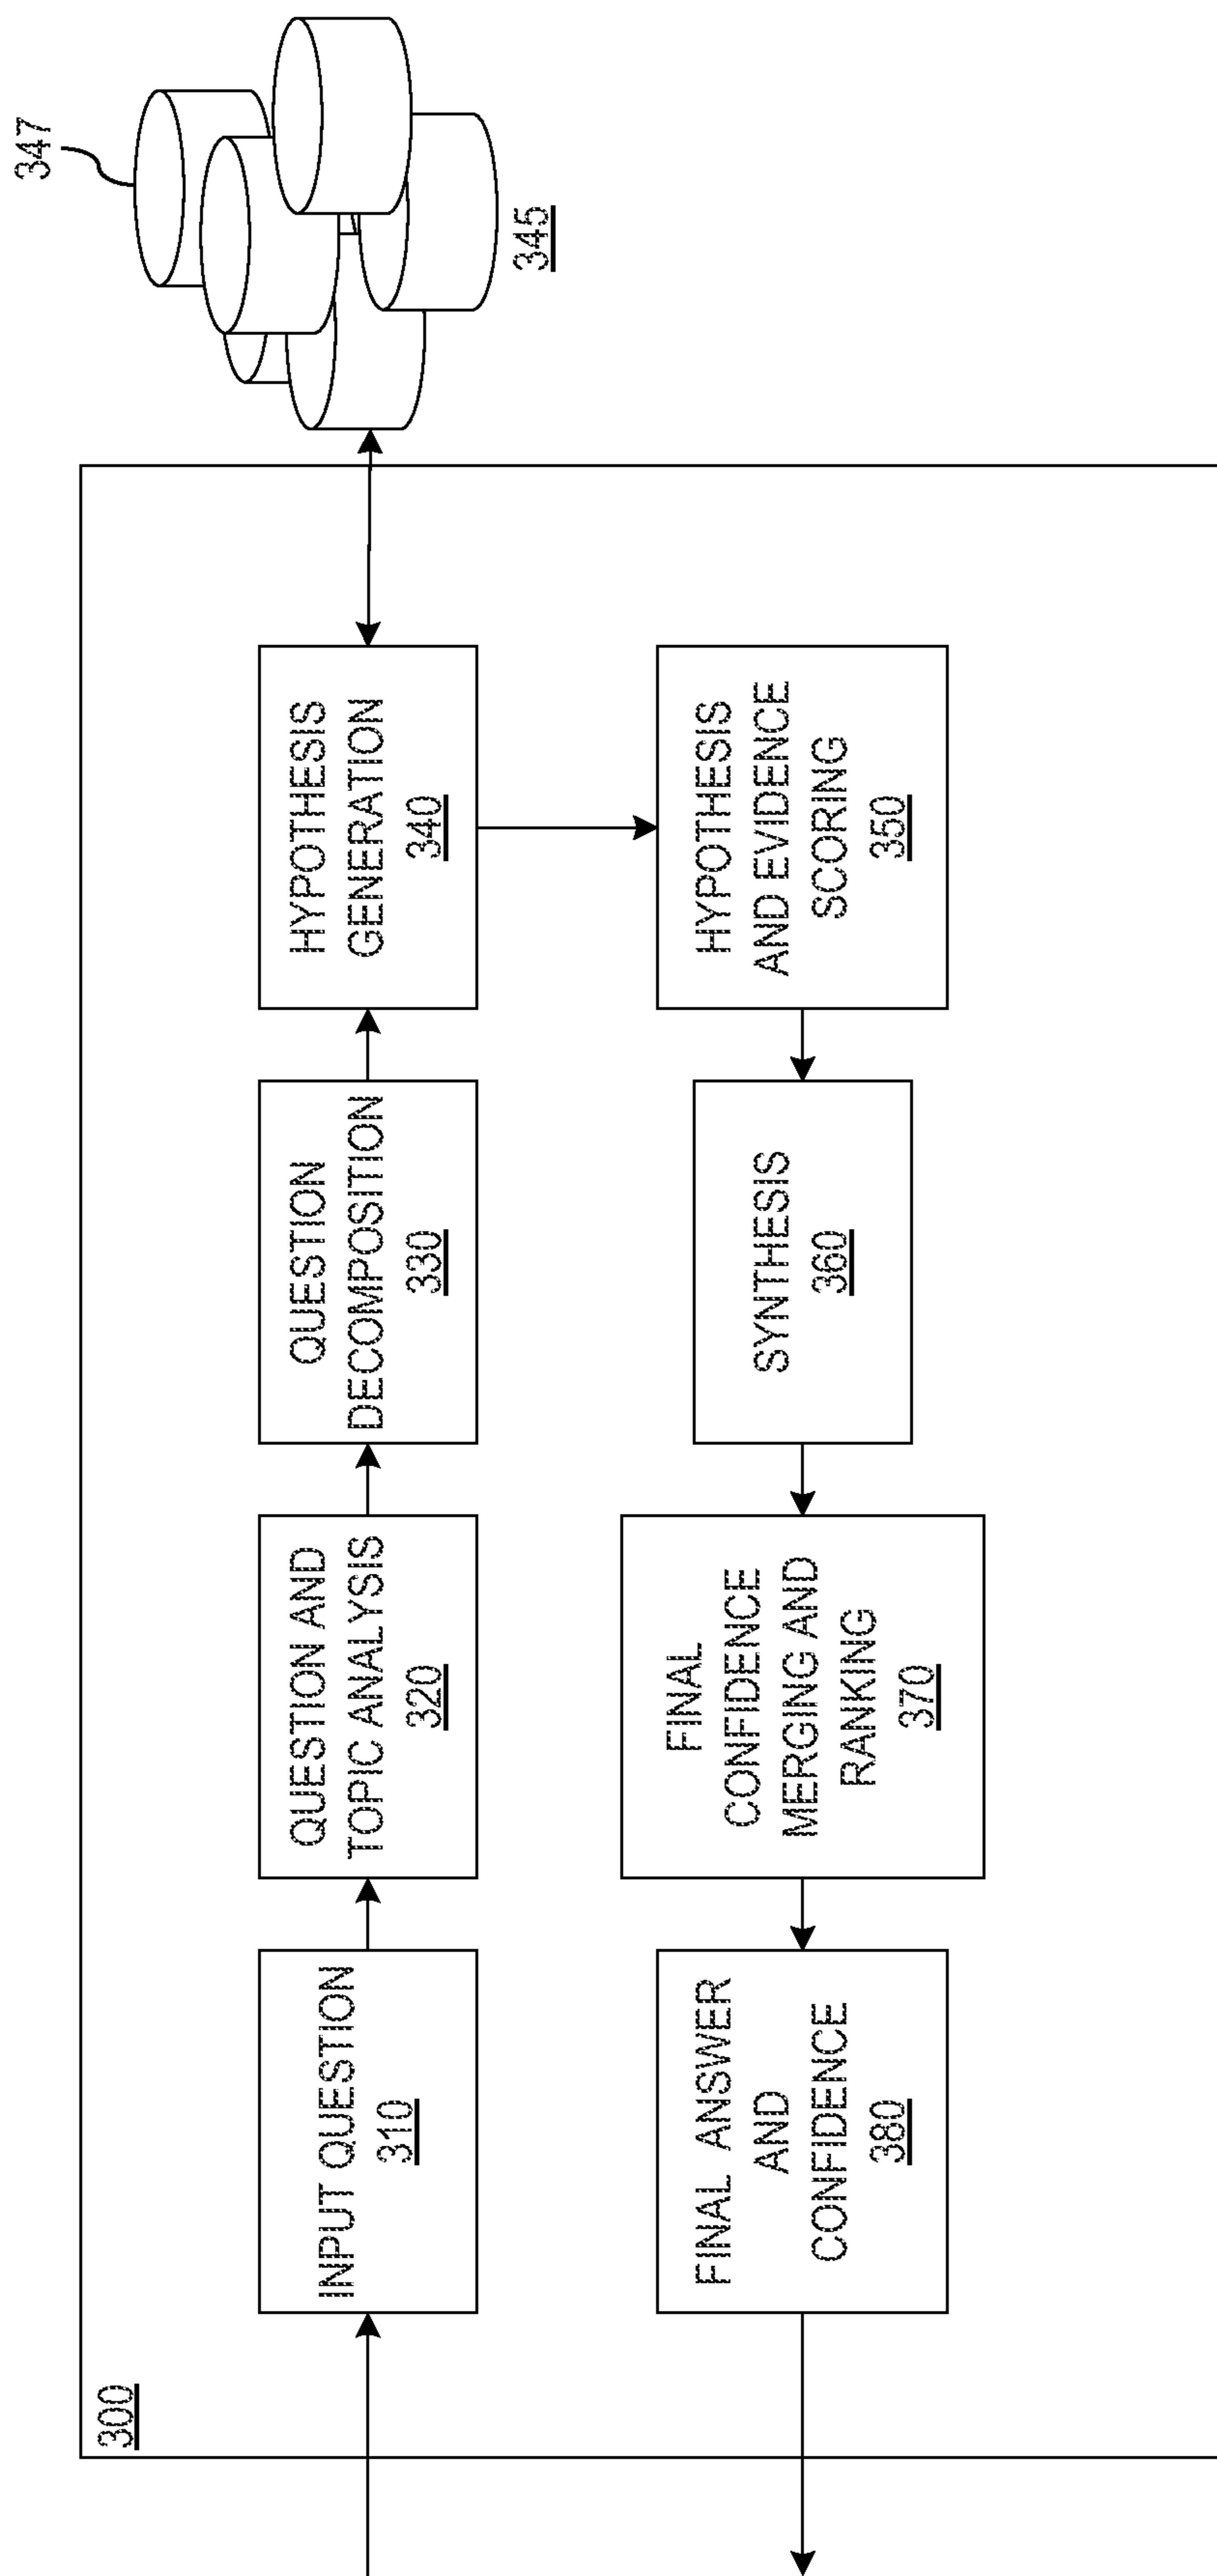 300
347
345
INPUT QUESTION
310
QUESTION AND
TOPIC ANALYSIS
320
QUESTION
DECOMPOSITION
330
HYPOTHESIS
GENERATION
340
HYPOTHESIS
AND EVIDENCE
SCORING
350
SYNTHESIS
360
FINAL
CONFIDENCE
MERGING AND
RANKING
370
FINAL ANSWER
AND
CONFIDENCE
380